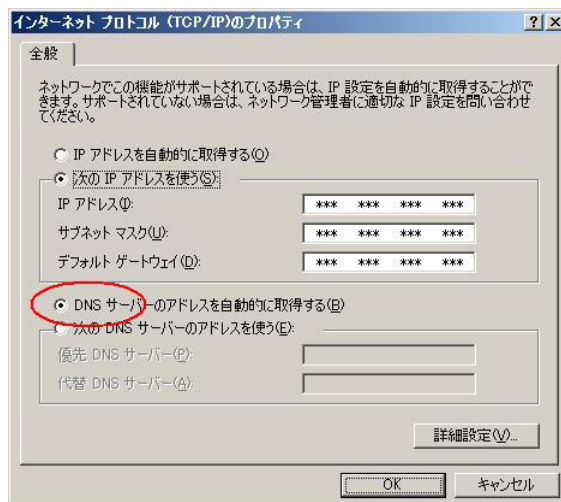 インターネット プロトコル (TCP/IP)のプロパティ
全般
ネットワークでこの機能がサポートされている場合は、IP 設定を自動的に取得することがで
きます。サポートされていない場合は、ネットワーク管理者に適切な IP 設定を問い合わせ
てください。
IP アドレスを自動的に取得する(O)
次の IP アドレスを使う(S):
IP アドレス(I): *** *** *** ***
サブネット マスク(U): *** *** *** ***
デフォルト ゲートウェイ(D): *** *** *** ***
DNS サーバーのアドレスを自動的に取得する(B)
次の DNS サーバーのアドレスを使う(E):
優先 DNS サーバー(P):
代替 DNS サーバー(A):
詳細設定(V)...
OK キャンセル